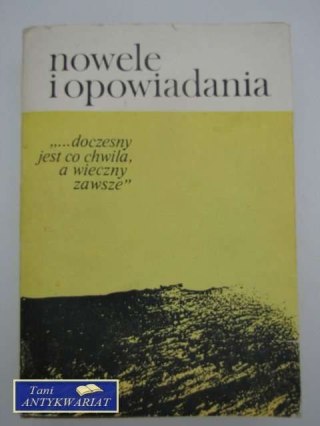 nowele
i opowiadania
„...doczesny
jest co chwila,
a wieczny
zawsze”
Tani
ANTYKWARIAT